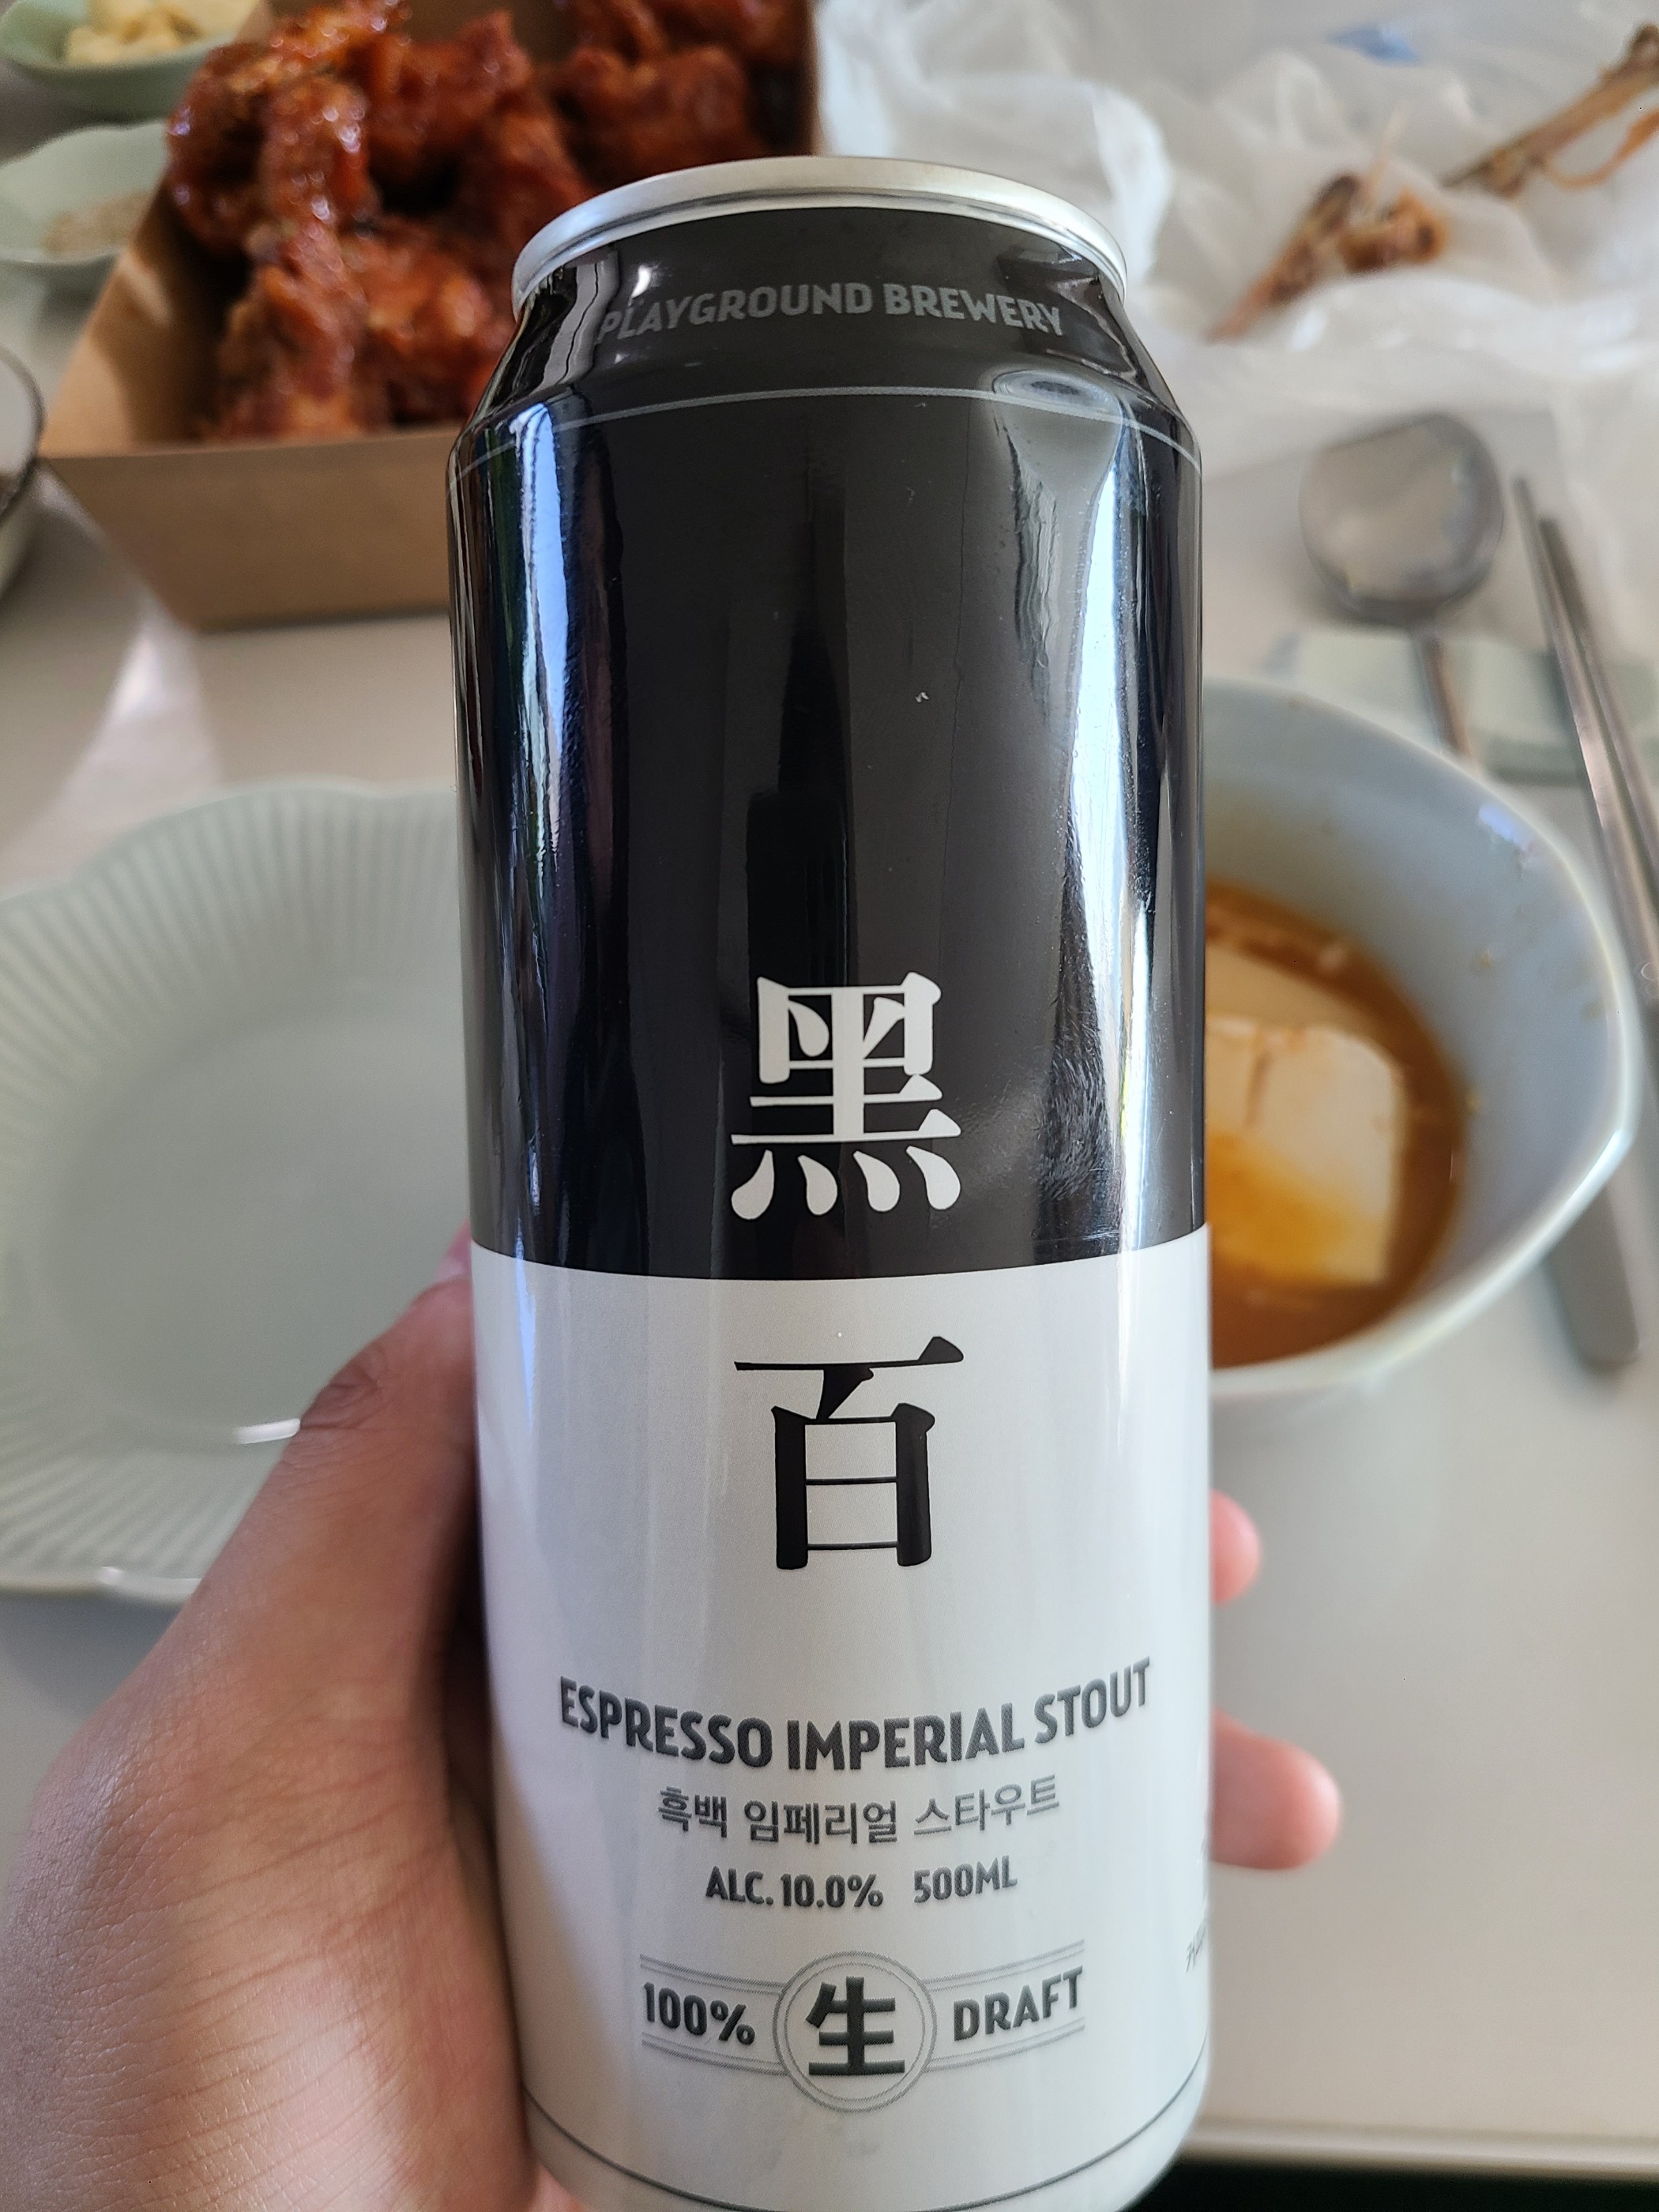 PLAYGROUND BREWERY
黑
百
ESPRESSO IMPERIAL STOUT
흑백 임페리얼 스타우트
ALC. 10.0% 500ML
100% 生 DRAFT